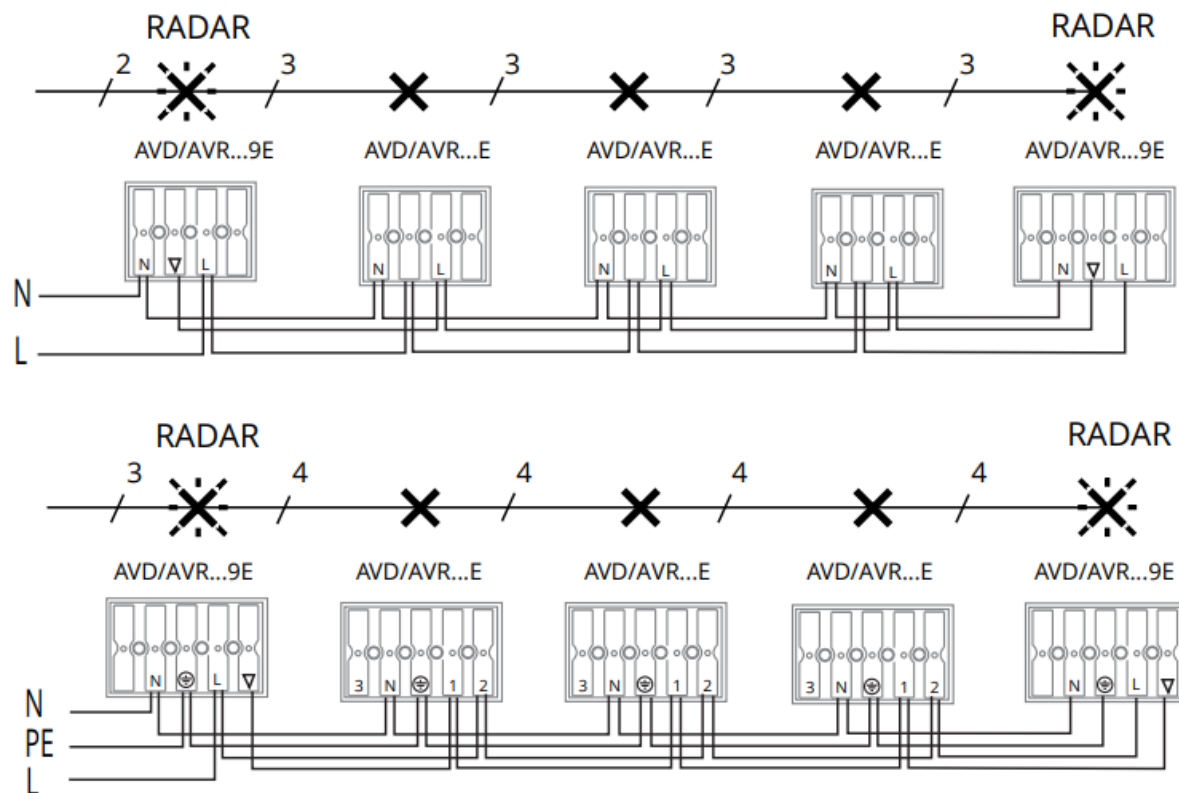 RADAR RADAR
2 3 3 3 3
AVD/AVR...9E AVD/AVR...E AVD/AVR...E AVD/AVR...E AVD/AVR...9E
N L N L N L N L N L
N
L
RADAR RADAR
3 4 4 4 4
AVD/AVR...9E AVD/AVR...E AVD/AVR...E AVD/AVR...E AVD/AVR...9E
N L 3 N 1 2 3 N 1 2 3 N 1 2 N L
N
PE
L